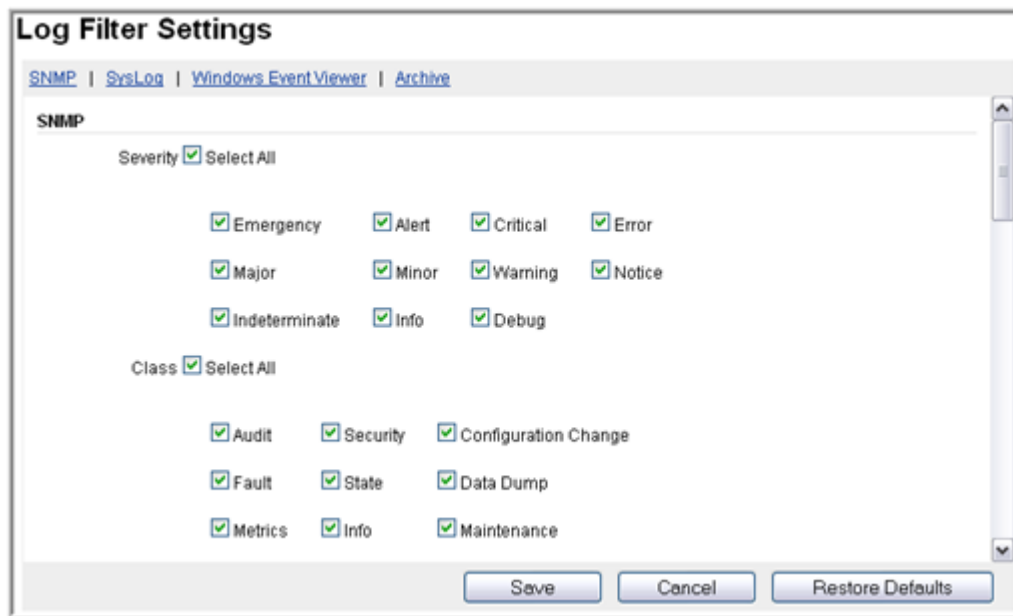 Log Filter Settings
SNMP | SysLog | Windows Event Viewer | Archive
SNMP
Severity Select All
Emergency Alert Critical Error
Major Minor Warning Notice
Indeterminate Info Debug
Class Select All
Audit Security Configuration Change
Fault State Data Dump
Metrics Info Maintenance
Save Cancel Restore Defaults